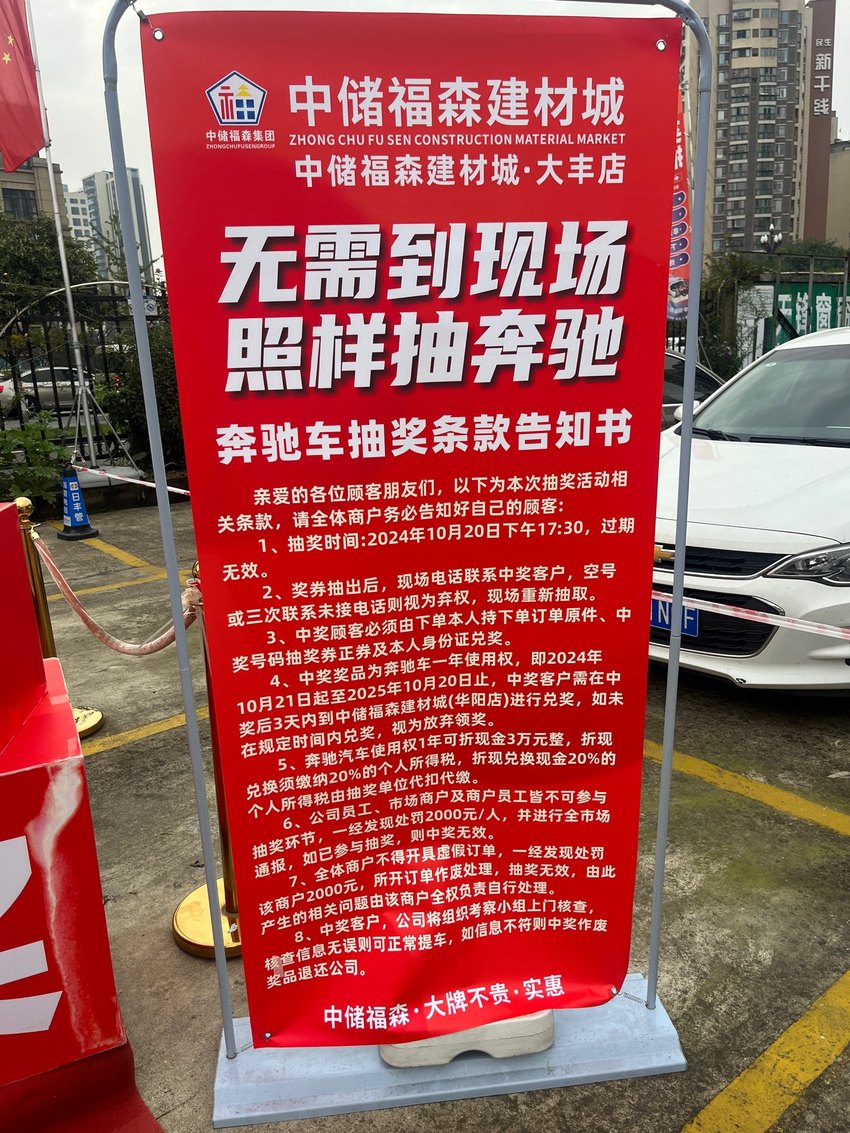 中储福森集团
ZHONGCHUFUSENGROUP
中储福森建材城
ZHONG CHU FU SEN CONSTRUCTION MATERIAL MARKET
中储福森建材城·大丰店
无需到现场
照样抽奔驰
奔驰车抽奖条款告知书
亲爱的各位顾客朋友们，以下为本次抽奖活动相
关条款，请全体商户务必告知好自己的顾客：
1、抽奖时间:2024年10月20日下午17:30，过期
无效。
2、奖券抽出后，现场电话联系中奖客户，空号
或三次联系未接电话则视为弃权，现场重新抽取。
3、中奖顾客必须由下单本人持下单订单原件、中
奖号码抽奖券正券及本人身份证兑奖。
4、中奖奖品为奔驰车一年使用权，即2024年
10月21日起至2025年10月20日止，中奖客户需在中
奖后3天内到中储福森建材城(华阳店)进行兑奖，如未
在规定时间内兑奖，视为放弃领奖。
5、奔驰汽车使用权1年可折现金3万元整，折现
兑换须缴纳20%的个人所得税，折现兑换现金20%的
个人所得税由抽奖单位代扣代缴。
6、公司员工、市场商户及商户员工皆不可参与
抽奖环节，一经发现处罚2000元/人，并进行全市场
通报，如已参与抽奖，则中奖无效。
7、全体商户不得开具虚假订单，一经发现处罚
该商户2000元，所开订单作废处理，抽奖无效，由此
产生的相关问题由该商户全权负责自行处理。
8、中奖客户，公司将组织考察小组上门核查，
核查信息无误则可正常提车，如信息不符则中奖作废
奖品退还公司。
中储福森·大牌不贵·实惠
民生
新干线
日丰管